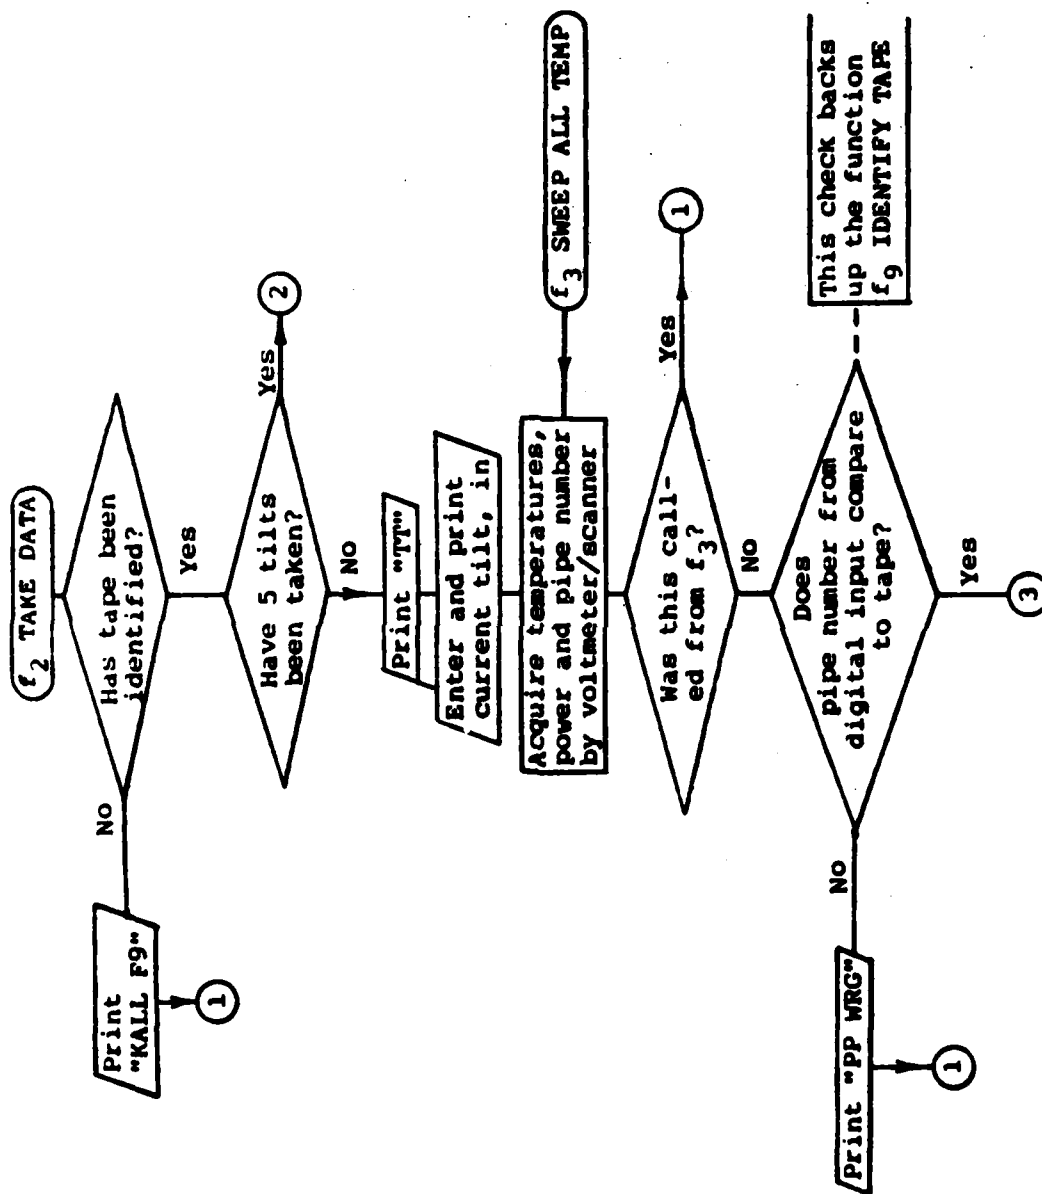 f2 TAKE DATA
Has tape been
identified?
No
Print
"KALL F9"
1
Yes
Have 5 tilts
been taken?
Yes
2
No
Print "TT"
Enter and print
current tilt, in
f3 SWEEP ALL TEMP
Acquire temperatures,
power and pipe number
by voltmeter/scanner
Was this call-
ed from f3?
Yes
1
No
Does
pipe number from
digital input compare
to tape?
This check backs
up the function
f9 IDENTIFY TAPE
No
Print "PP WRG"
1
Yes
3